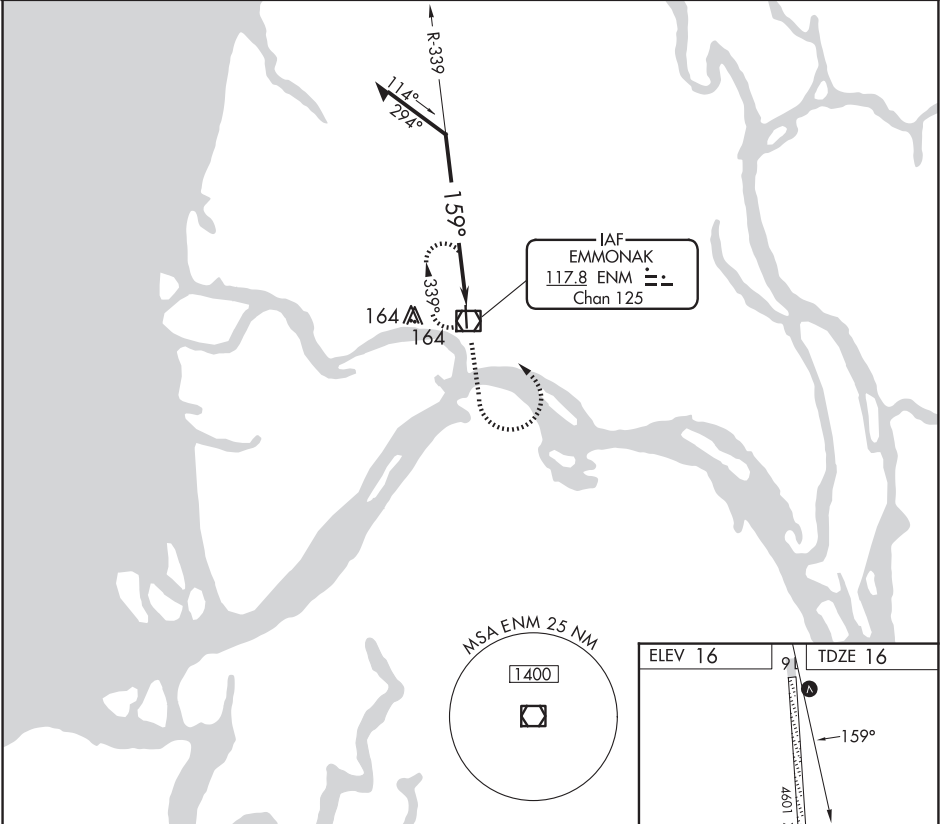 R-339
114°
294°
159°
IAF
EMMONAK
117.8 ENM
Chan 125
339°
164
164
MSA ENM 25 NM
1400
ELEV 16
16
TDZE 16
V
159°
4601